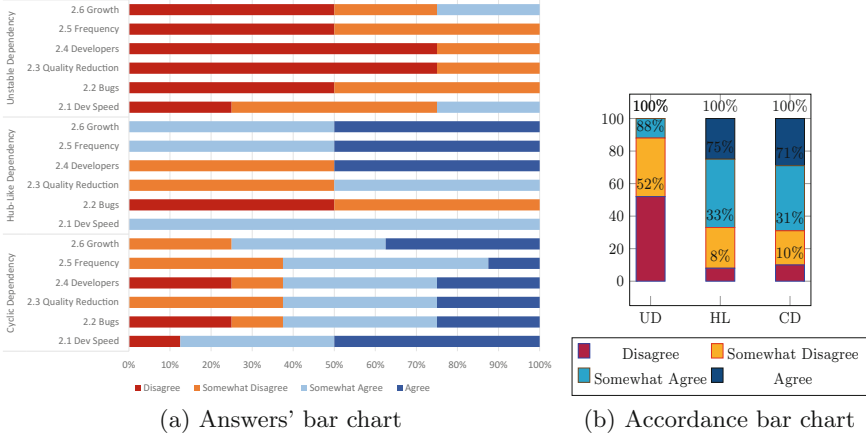 Unstable Dependency
2.6 Growth
2.5 Frequency
2.4 Developers
2.3 Quality Reduction
2.2 Bugs
2.1 Dev Speed
Hub-Like Dependency
2.6 Growth
2.5 Frequency
2.4 Developers
2.3 Quality Reduction
2.2 Bugs
2.1 Dev Speed
Cyclic Dependency
2.6 Growth
2.5 Frequency
2.4 Developers
2.3 Quality Reduction
2.2 Bugs
2.1 Dev Speed
0% 10% 20% 30% 40% 50% 60% 70% 80% 90% 100%
Disagree Somewhat Disagree Somewhat Agree Agree
(a) Answers' bar chart
100% 100% 100%
100
80
60
40
20
0
88%
52%
75%
33%
8%
71%
31%
10%
UD HL CD
Disagree Somewhat Disagree
Somewhat Agree Agree
(b) Accordance bar chart